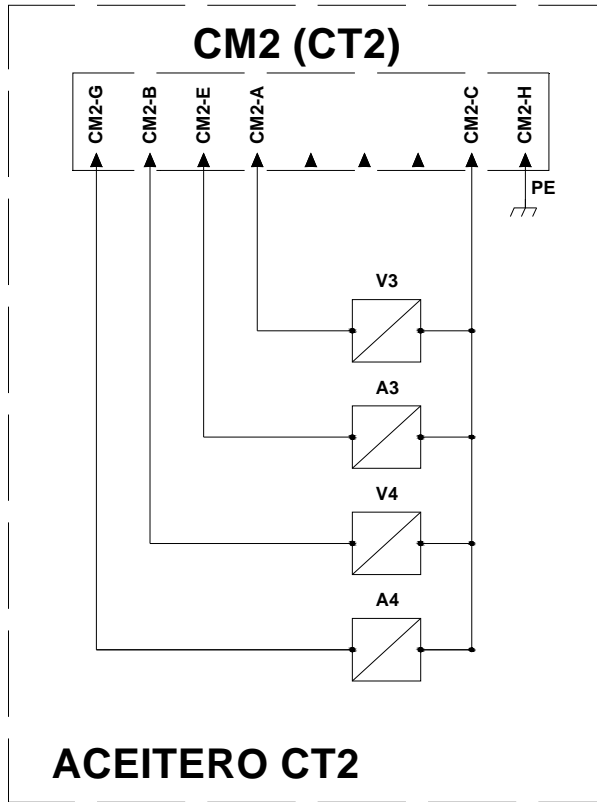 CM2 (CT2)
CM2-G
CM2-B
CM2-E
CM2-A
CM2-C
CM2-H
PE
V3
A3
V4
A4
ACEITERO CT2